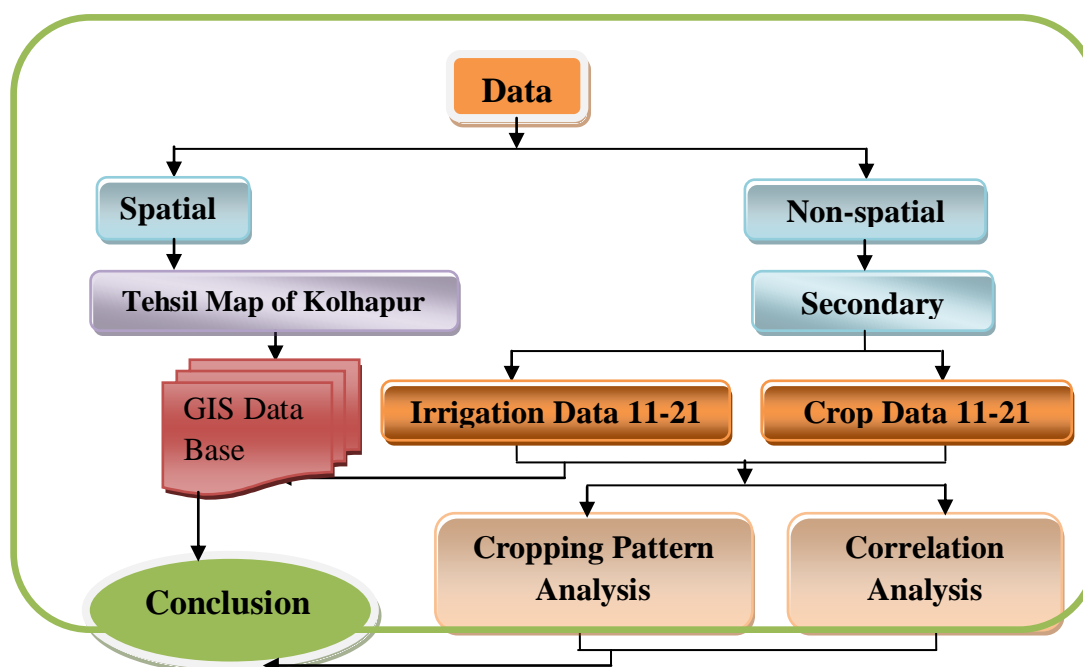 Data
Spatial
Non-spatial
Tehsil Map of Kolhapur
Secondary
GIS Data
Base
Irrigation Data 11-21
Crop Data 11-21
Cropping Pattern
Analysis
Correlation
Analysis
Conclusion